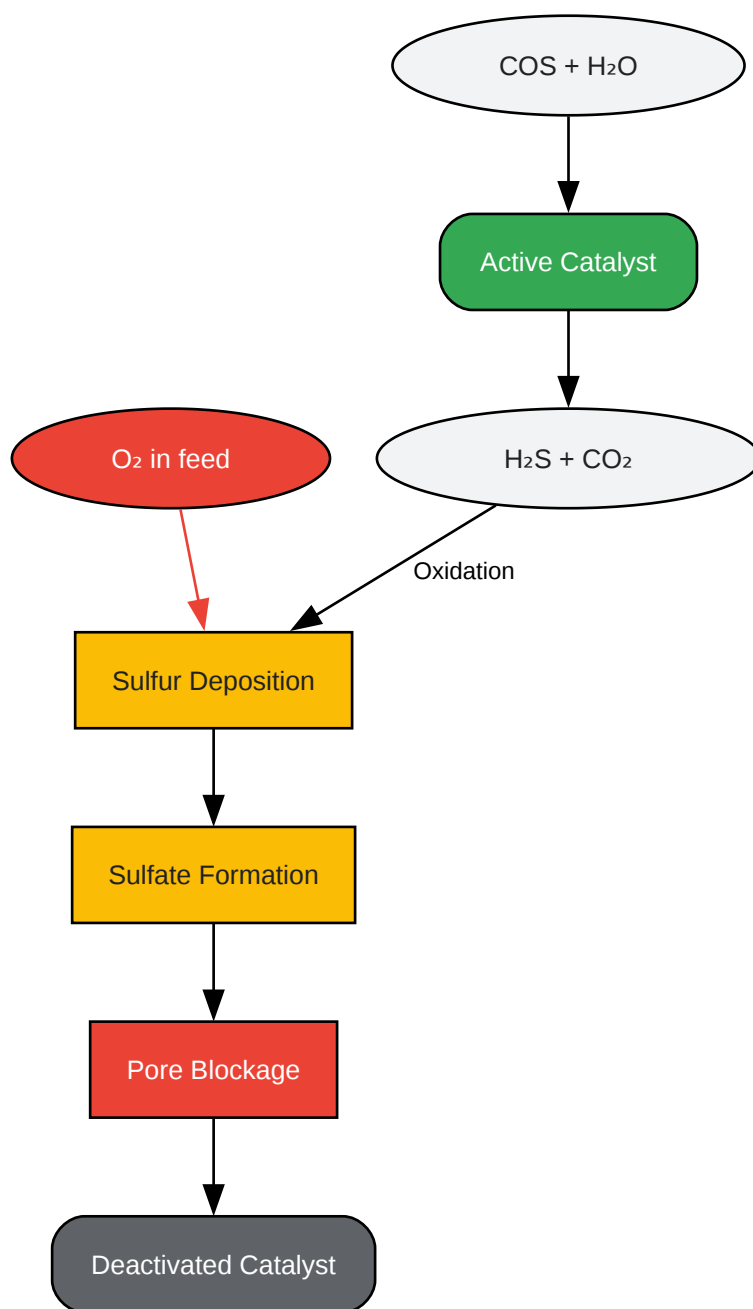 COS + H₂O
Active Catalyst
O₂ in feed
H₂S + CO₂
Oxidation
Sulfur Deposition
Sulfate Formation
Pore Blockage
Deactivated Catalyst